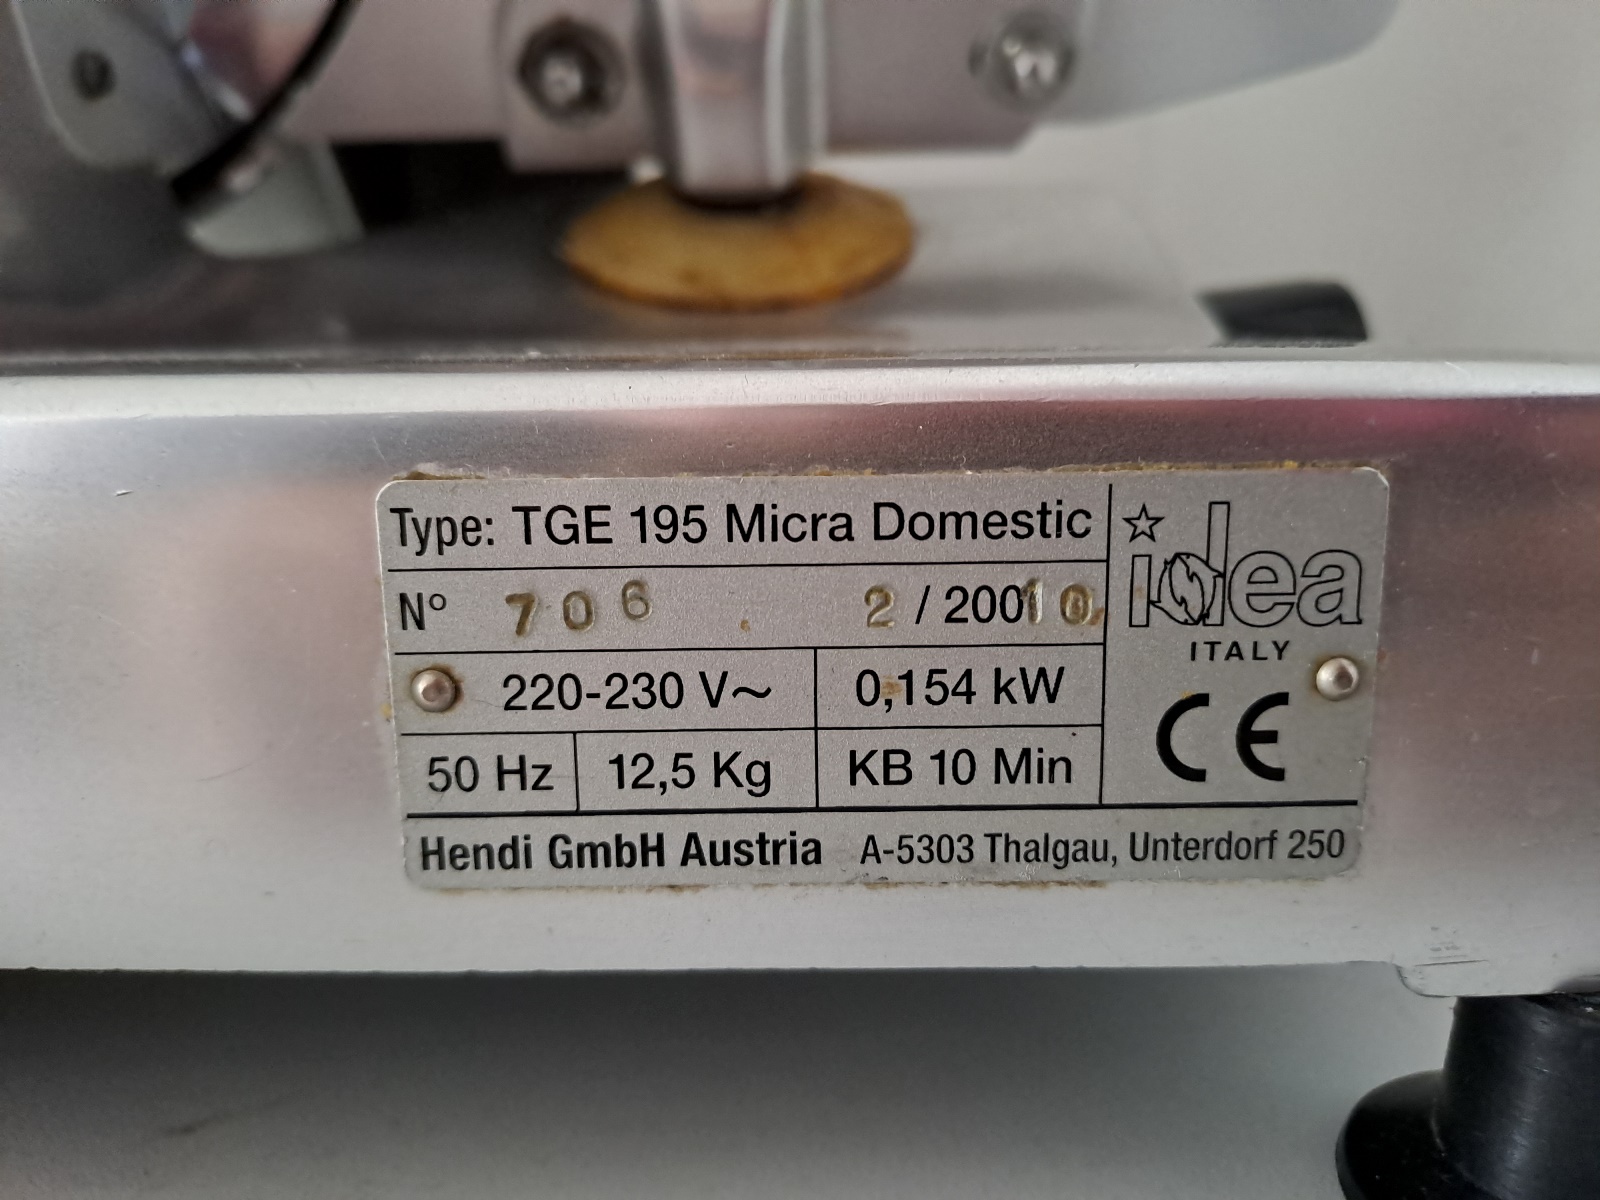 Type: TGE 195 Micra Domestic
idea
ITALY
N° 706 2 / 20010
220-230 V~ 0,154 kW
50 Hz 12,5 Kg KB 10 Min
CE
Hendi GmbH Austria A-5303 Thalgau, Unterdorf 250